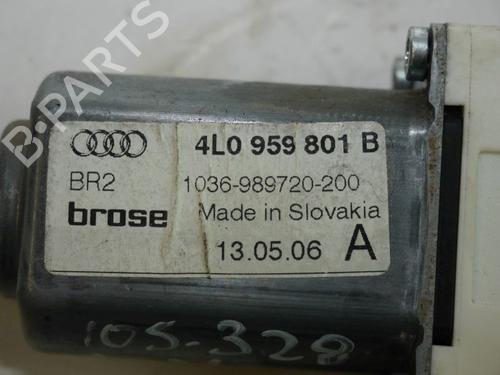 B-PARTS
4L0 959 801 B
BR2 1036-989720-200
brose Made in Slovakia
13.05.06 A
105-328